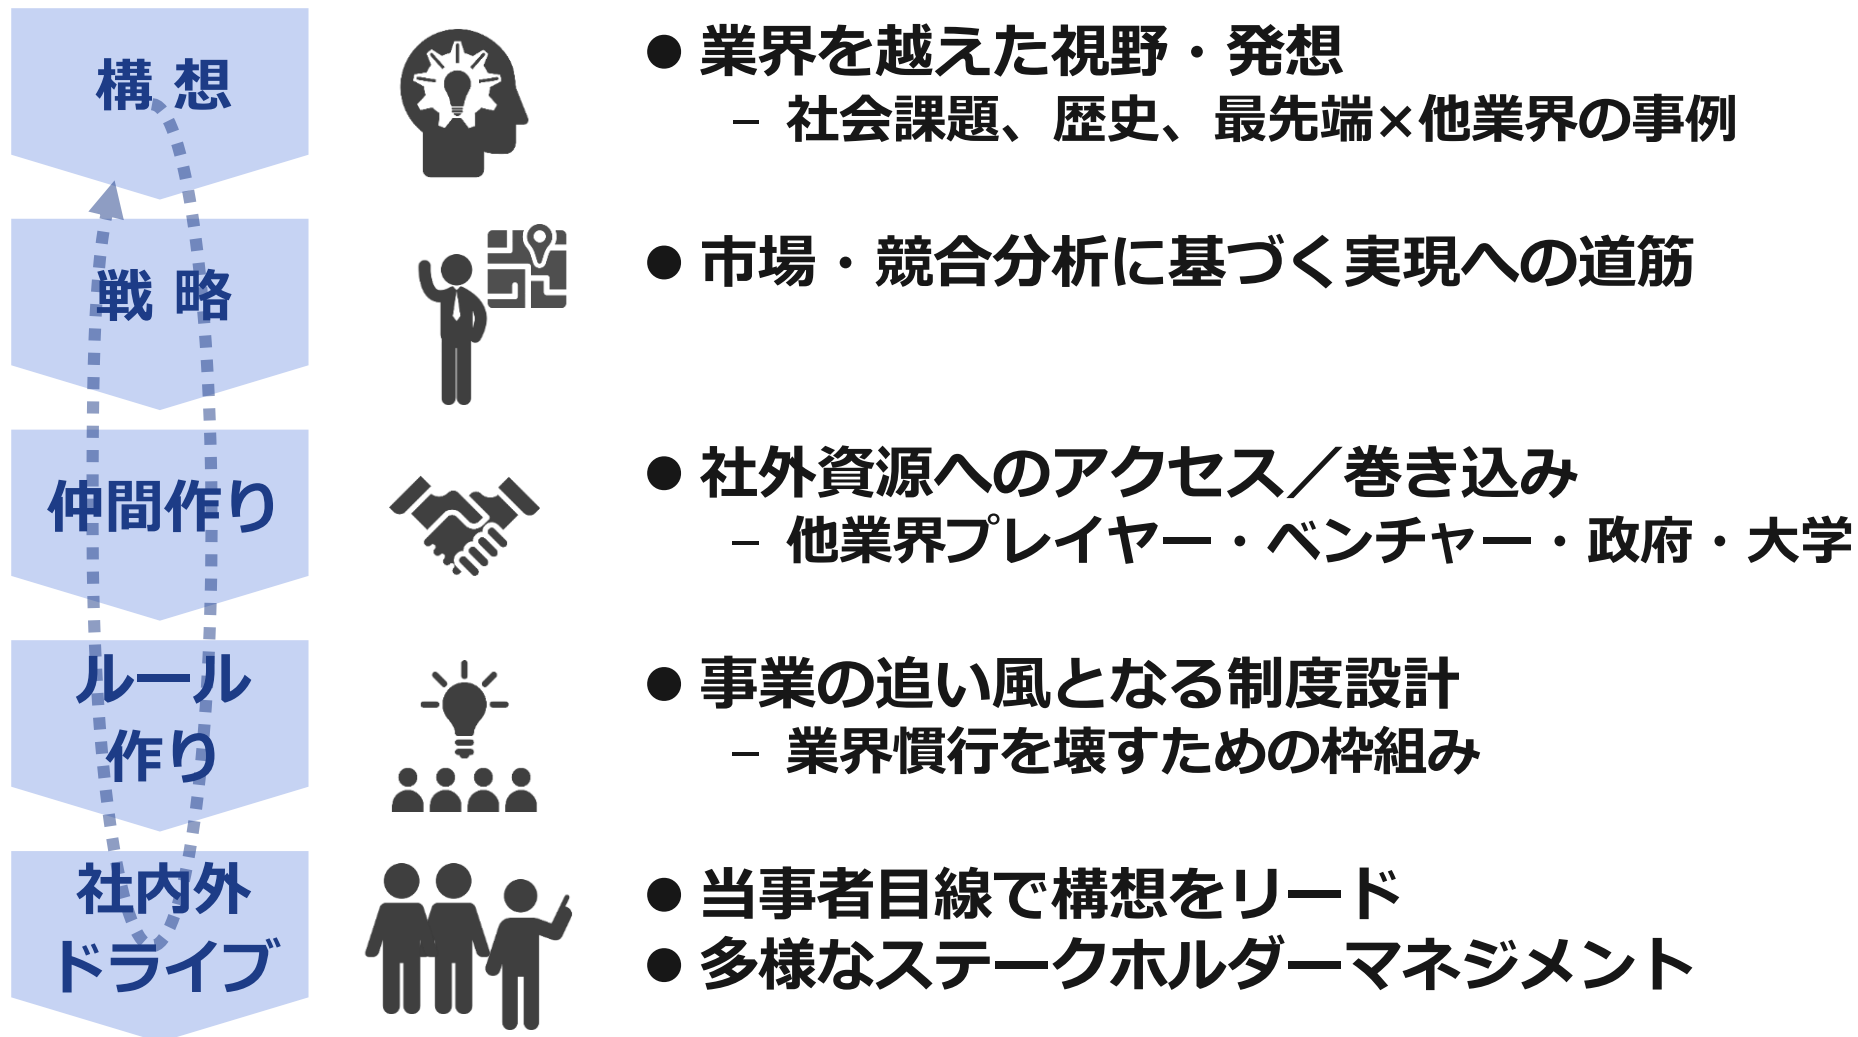 構 想
● 業界を越えた視野・発想
– 社会課題、歴史、最先端×他業界の事例
戦 略
● 市場・競合分析に基づく実現への道筋
仲間作り
● 社外資源へのアクセス／巻き込み
– 他業界プレイヤー・ベンチャー・政府・大学
ルール
作り
● 事業の追い風となる制度設計
– 業界慣行を壊すための枠組み
社内外
ドライブ
● 当事者目線で構想をリード
● 多様なステークホルダーマネジメント